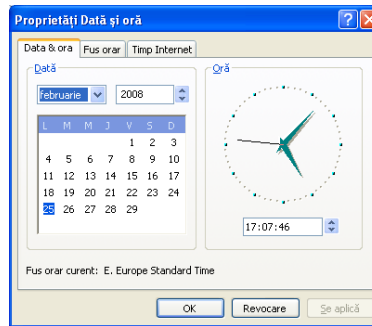 Proprietăți Dată și oră
Data & ora Fus orar Timp Internet
Dată
februarie 2008
L M M J V S D
1 2 3
4 5 6 7 8 9 10
11 12 13 14 15 16 17
18 19 20 21 22 23 24
25 26 27 28 29
Oră
17:07:46
Fus orar curent: E. Europe Standard Time
OK Revocare Se aplică